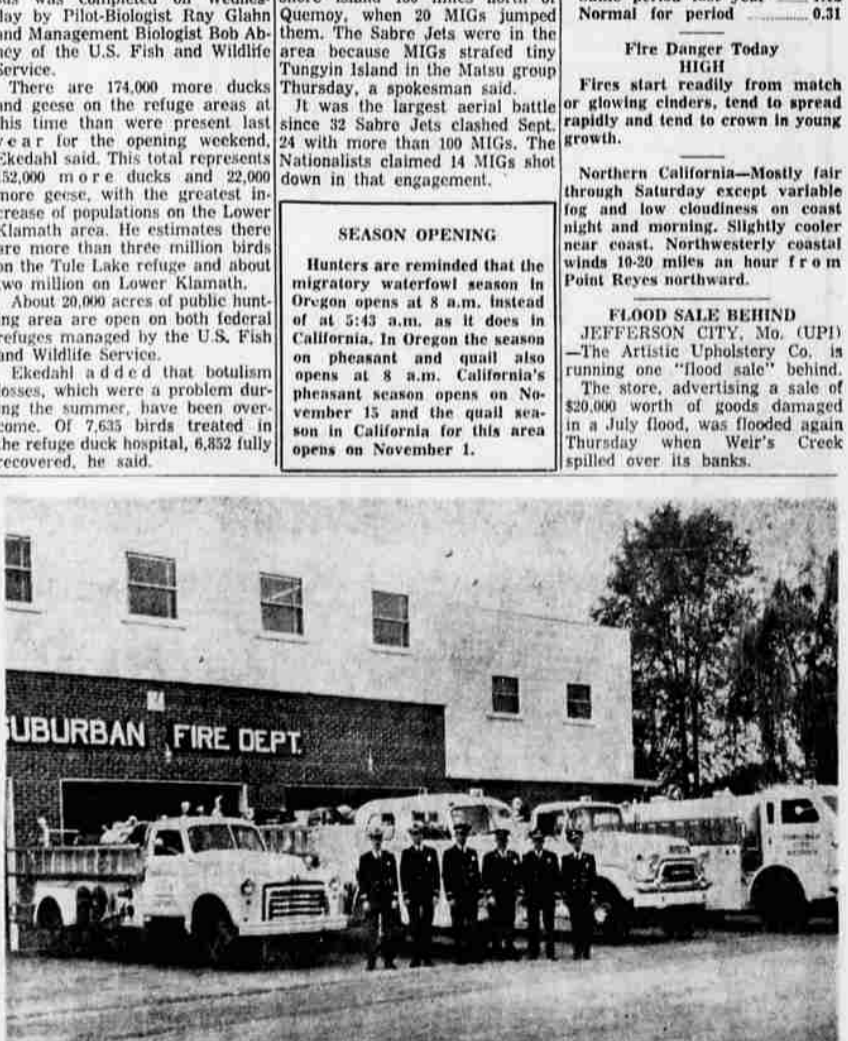 day by Pilot-Biologist Ray Glahn
and Management Biologist Bob Ab-
ney of the U.S. Fish and Wildlife
Service.
There are 174,000 more ducks
and geese on the refuge areas at
this time than were present last
year for the opening weekend,
Ekedahl said. This total represents
152,000 more ducks and 22,000
more geese, with the greatest in-
crease of populations on the Lower
Klamath area. He estimates there
are more than three million birds
on the Tule Lake refuge and about
two million on Lower Klamath.
About 20,000 acres of public hunt-
ing area are open on both federal
refuges managed by the U.S. Fish
and Wildlife Service.
Ekedahl added that botulism
losses, which were a problem dur-
ing the summer, have been over-
come. Of 7,635 birds treated in
the refuge duck hospital, 6,852 fully
recovered, he said.
Quemoy, when 20 MIGs jumped
them. The Sabre Jets were in the
area because MIGs strafed tiny
Tungyin Island in the Matsu group
Thursday, a spokesman said.
It was the largest aerial battle
since 32 Sabre Jets clashed Sept.
24 with more than 100 MIGs. The
Nationalists claimed 14 MIGs shot
down in that engagement.
SEASON OPENING
Hunters are reminded that the
migratory waterfowl season in
Oregon opens at 8 a.m. instead
of at 5:43 a.m. as it does in
California. In Oregon the season
on pheasant and quail also
opens at 8 a.m. California's
pheasant season opens on No-
vember 15 and the quail sea-
son in California for this area
opens on November 1.
Normal for period 0.31
Fire Danger Today
HIGH
Fires start readily from match
or glowing cinders, tend to spread
rapidly and tend to crown in young
growth.
Northern California—Mostly fair
through Saturday except variable
fog and low cloudiness on coast
night and morning. Slightly cooler
near coast. Northwesterly coastal
winds 10-20 miles an hour from
Point Reyes northward.
FLOOD SALE BEHIND
JEFFERSON CITY, Mo. (UPI)
—The Artistic Upholstery Co. is
running one "flood sale" behind.
The store, advertising a sale of
$20,000 worth of goods damaged
in a July flood, was flooded again
Thursday when Weir's Creek
spilled over its banks.
SUBURBAN FIRE DEPT.